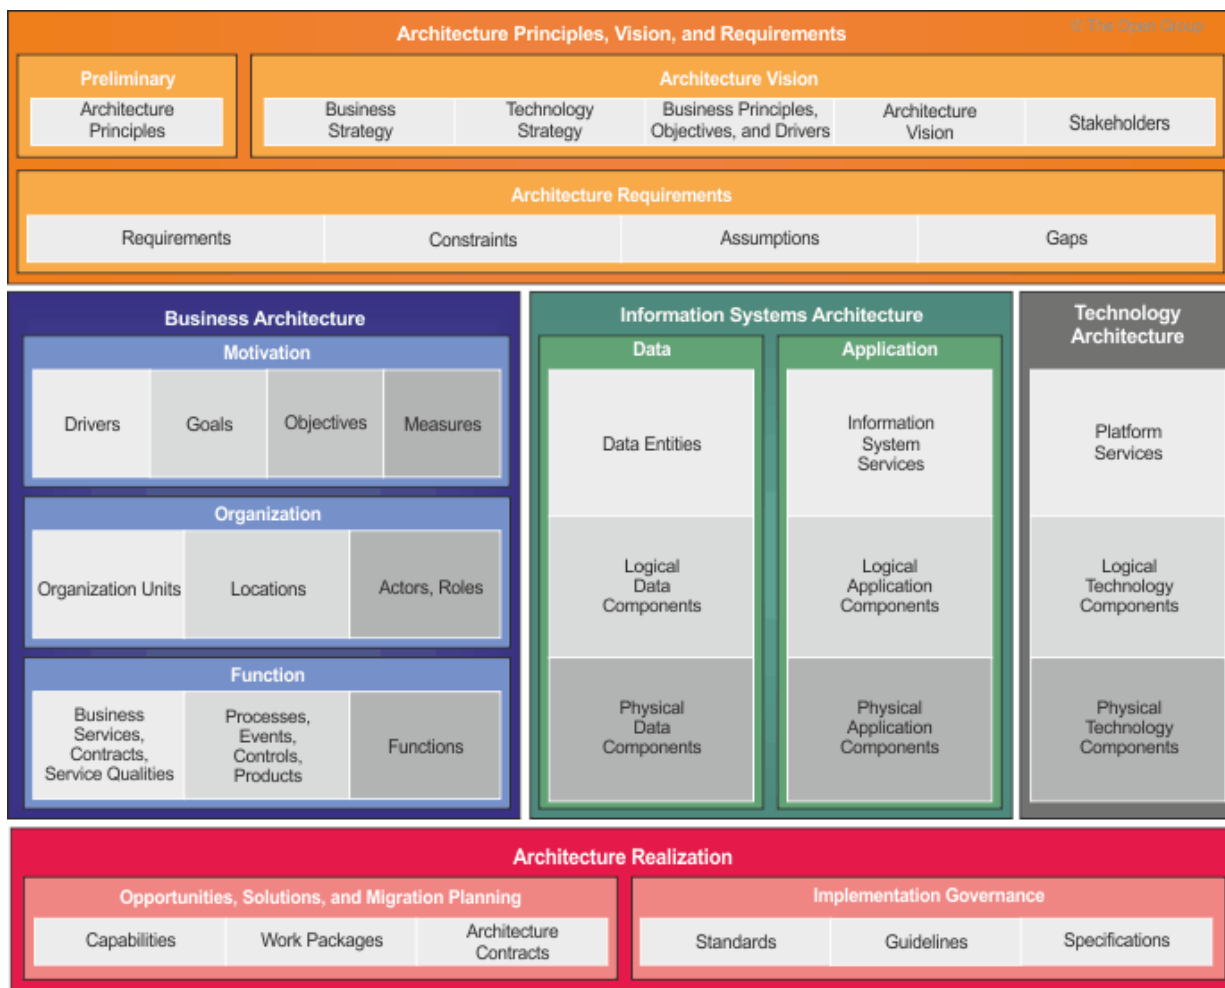 © The Open Group
Architecture Principles, Vision, and Requirements
Preliminary
Architecture
Principles
Architecture Vision
Business
Strategy
Technology
Strategy
Business Principles,
Objectives, and Drivers
Architecture
Vision
Stakeholders
Architecture Requirements
Requirements
Constraints
Assumptions
Gaps
Business Architecture
Motivation
Drivers
Goals
Objectives
Measures
Organization
Organization Units
Locations
Actors, Roles
Function
Business
Services,
Contracts,
Service Qualities
Processes,
Events,
Controls,
Products
Functions
Information Systems Architecture
Data
Data Entities
Logical
Data
Components
Physical
Data
Components
Application
Information
System
Services
Logical
Application
Components
Physical
Application
Components
Technology
Architecture
Platform
Services
Logical
Technology
Components
Physical
Technology
Components
Architecture Realization
Opportunities, Solutions, and Migration Planning
Capabilities
Work Packages
Architecture
Contracts
Implementation Governance
Standards
Guidelines
Specifications